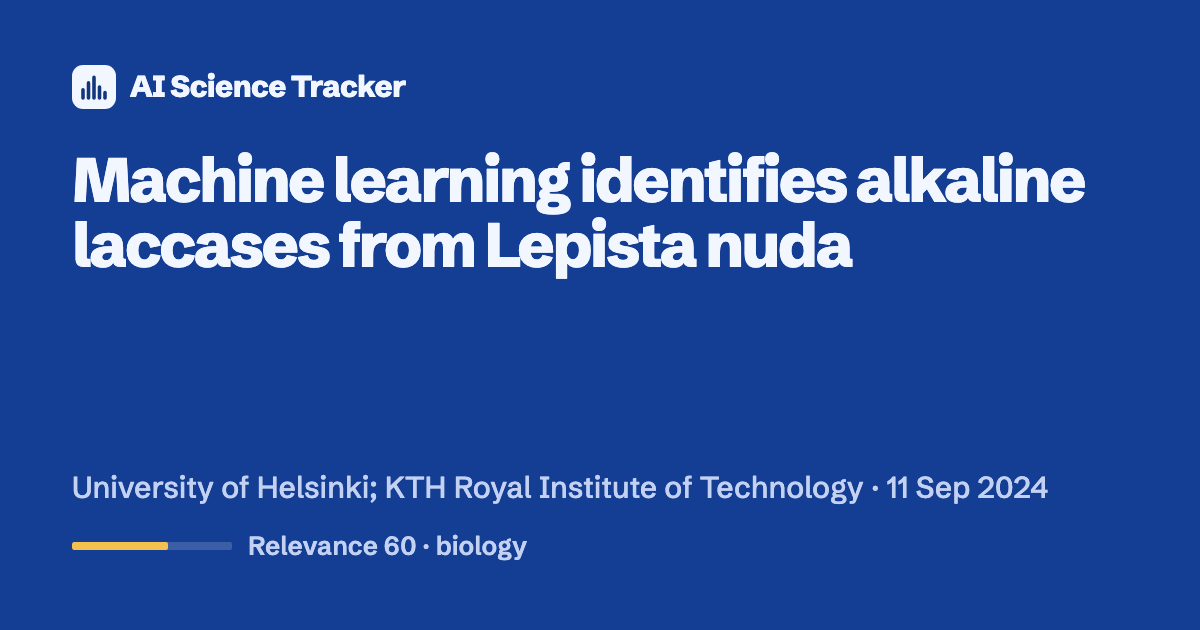 AI Science Tracker
Machine learning identifies alkaline
laccases from Lepista nuda
University of Helsinki; KTH Royal Institute of Technology · 11 Sep 2024
Relevance 60 · biology